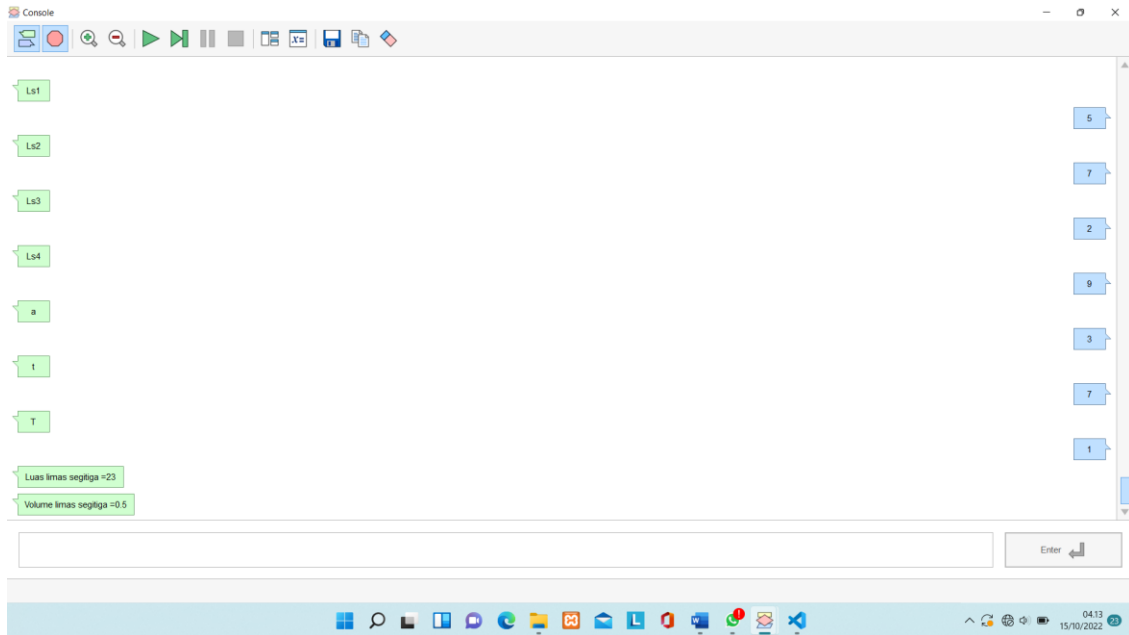 Console
x=
Ls1
5
Ls2
7
Ls3
2
Ls4
9
a
3
t
7
T
1
Luas limas segitiga =23
Volume limas segitiga =0.5
Enter
L
W
04.13
15/10/2022
23